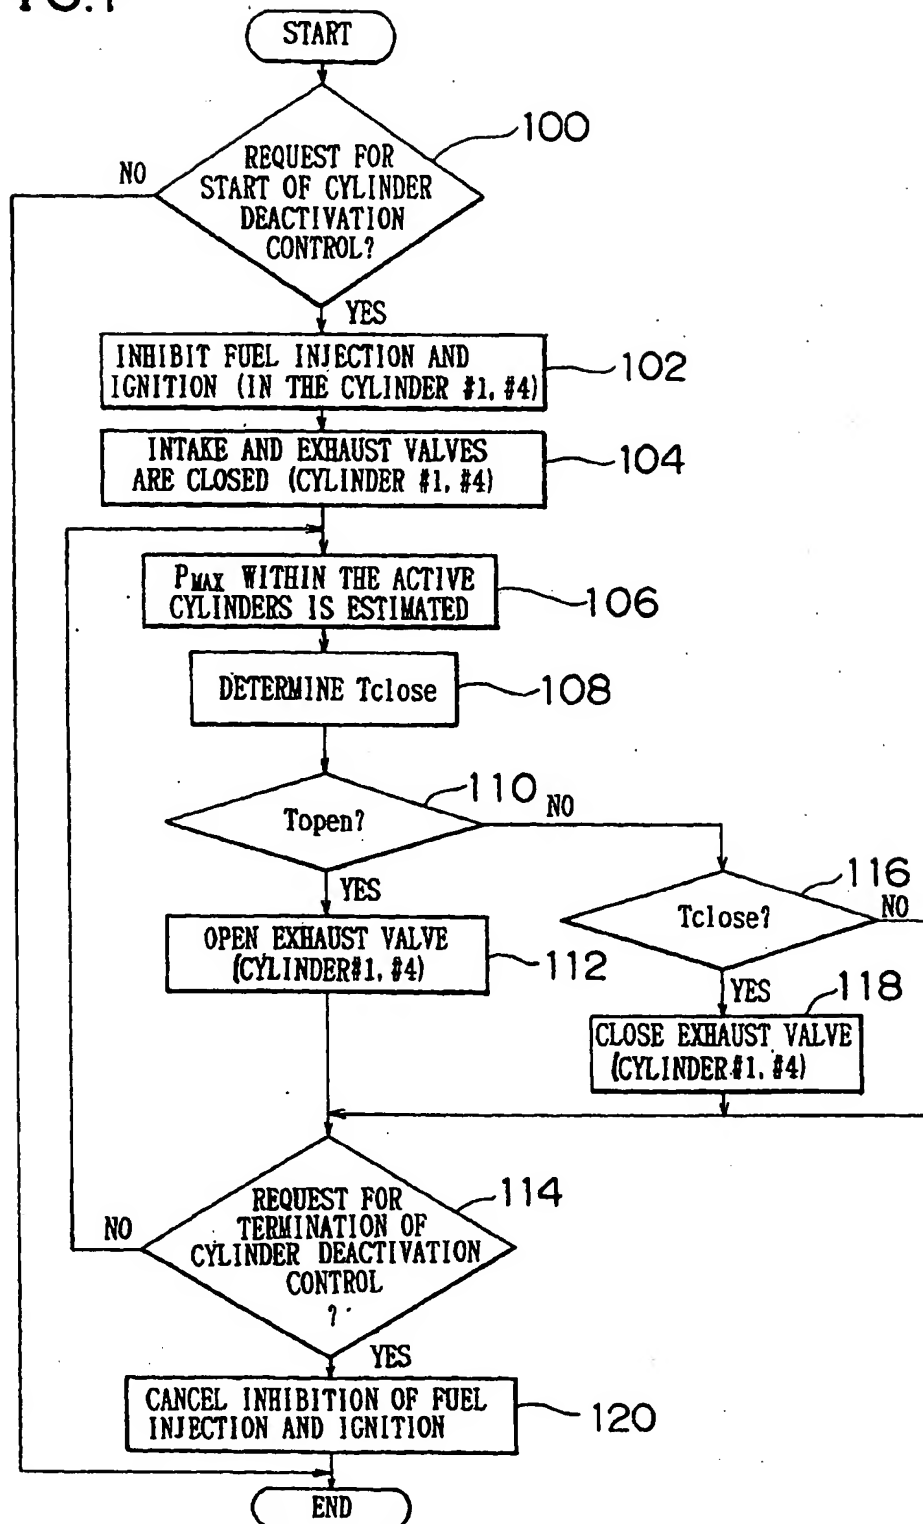 START
100
NO
REQUEST FOR
START OF CYLINDER
DEACTIVATION
CONTROL?
YES
INHIBIT FUEL INJECTION AND
IGNITION (IN THE CYLINDER #1, #4)
102
INTAKE AND EXHAUST VALVES
ARE CLOSED (CYLINDER #1, #4)
104
PMAX WITHIN THE ACTIVE
CYLINDERS IS ESTIMATED
106
DETERMINE Tclose
108
110
NO
Topen?
YES
116
NO
Tclose?
OPEN EXHAUST VALVE
(CYLINDER#1, #4)
112
YES
118
CLOSE EXHAUST VALVE
(CYLINDER#1, #4)
114
NO
REQUEST FOR
TERMINATION OF
CYLINDER DEACTIVATION
CONTROL
?
YES
CANCEL INHIBITION OF FUEL
INJECTION AND IGNITION
120
END